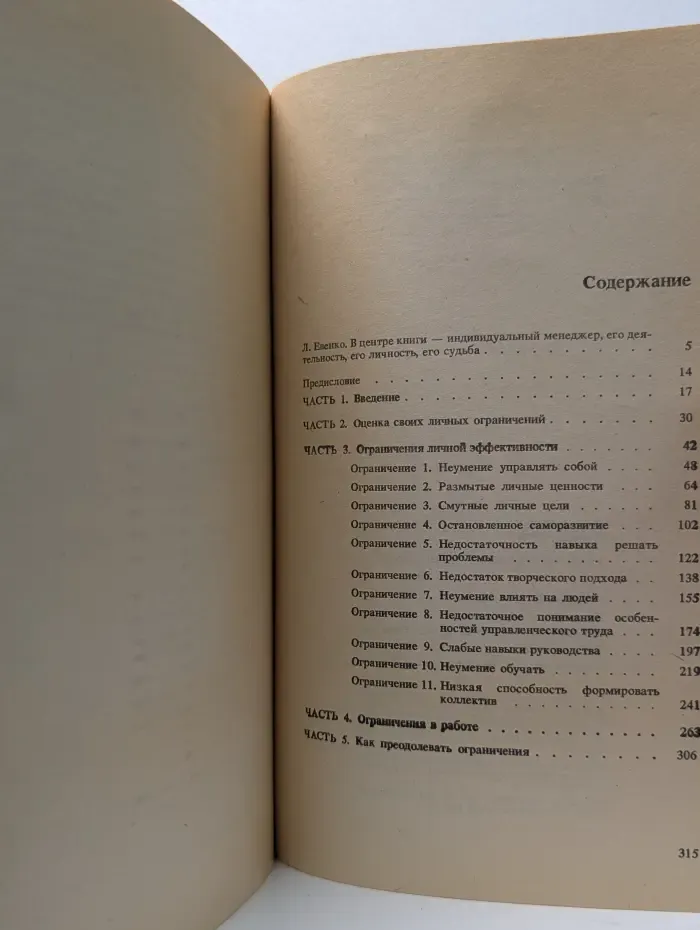 Содержание
Л. Евенко. В центре книги — индивидуальный менеджер, его дея-
тельность, его личность, его судьба . . . . . . . . . . . 5
Предисловие . . . . . . . . . . . . . . . . . 14
ЧАСТЬ 1. Введение . . . . . . . . . . . . . . . 17
ЧАСТЬ 2. Оценка своих личных ограничений . . . . . . . 30
ЧАСТЬ 3. Ограничения личной эффективности . . . . . . . 42
Ограничение 1. Неумение управлять собой . . . . 48
Ограничение 2. Размытые личные ценности . . . 64
Ограничение 3. Смутные личные цели . . . . . 81
Ограничение 4. Остановленное саморазвитие . . . 102
Ограничение 5. Недостаточность навыка решать
проблемы . . . . . . . . . . 122
Ограничение 6. Недостаток творческого подхода . . 138
Ограничение 7. Неумение влиять на людей . . . . 155
Ограничение 8. Недостаточное понимание особен-
ностей управленческого труда . . . 174
Ограничение 9. Слабые навыки руководства . . . . 197
Ограничение 10. Неумение обучать . . . . . . . 219
Ограничение 11. Низкая способность формировать
коллектив . . . . . . . . . . 241
ЧАСТЬ 4. Ограничения в работе . . . . . . . . . . . . 263
ЧАСТЬ 5. Как преодолевать ограничения . . . . . . . . 306
315